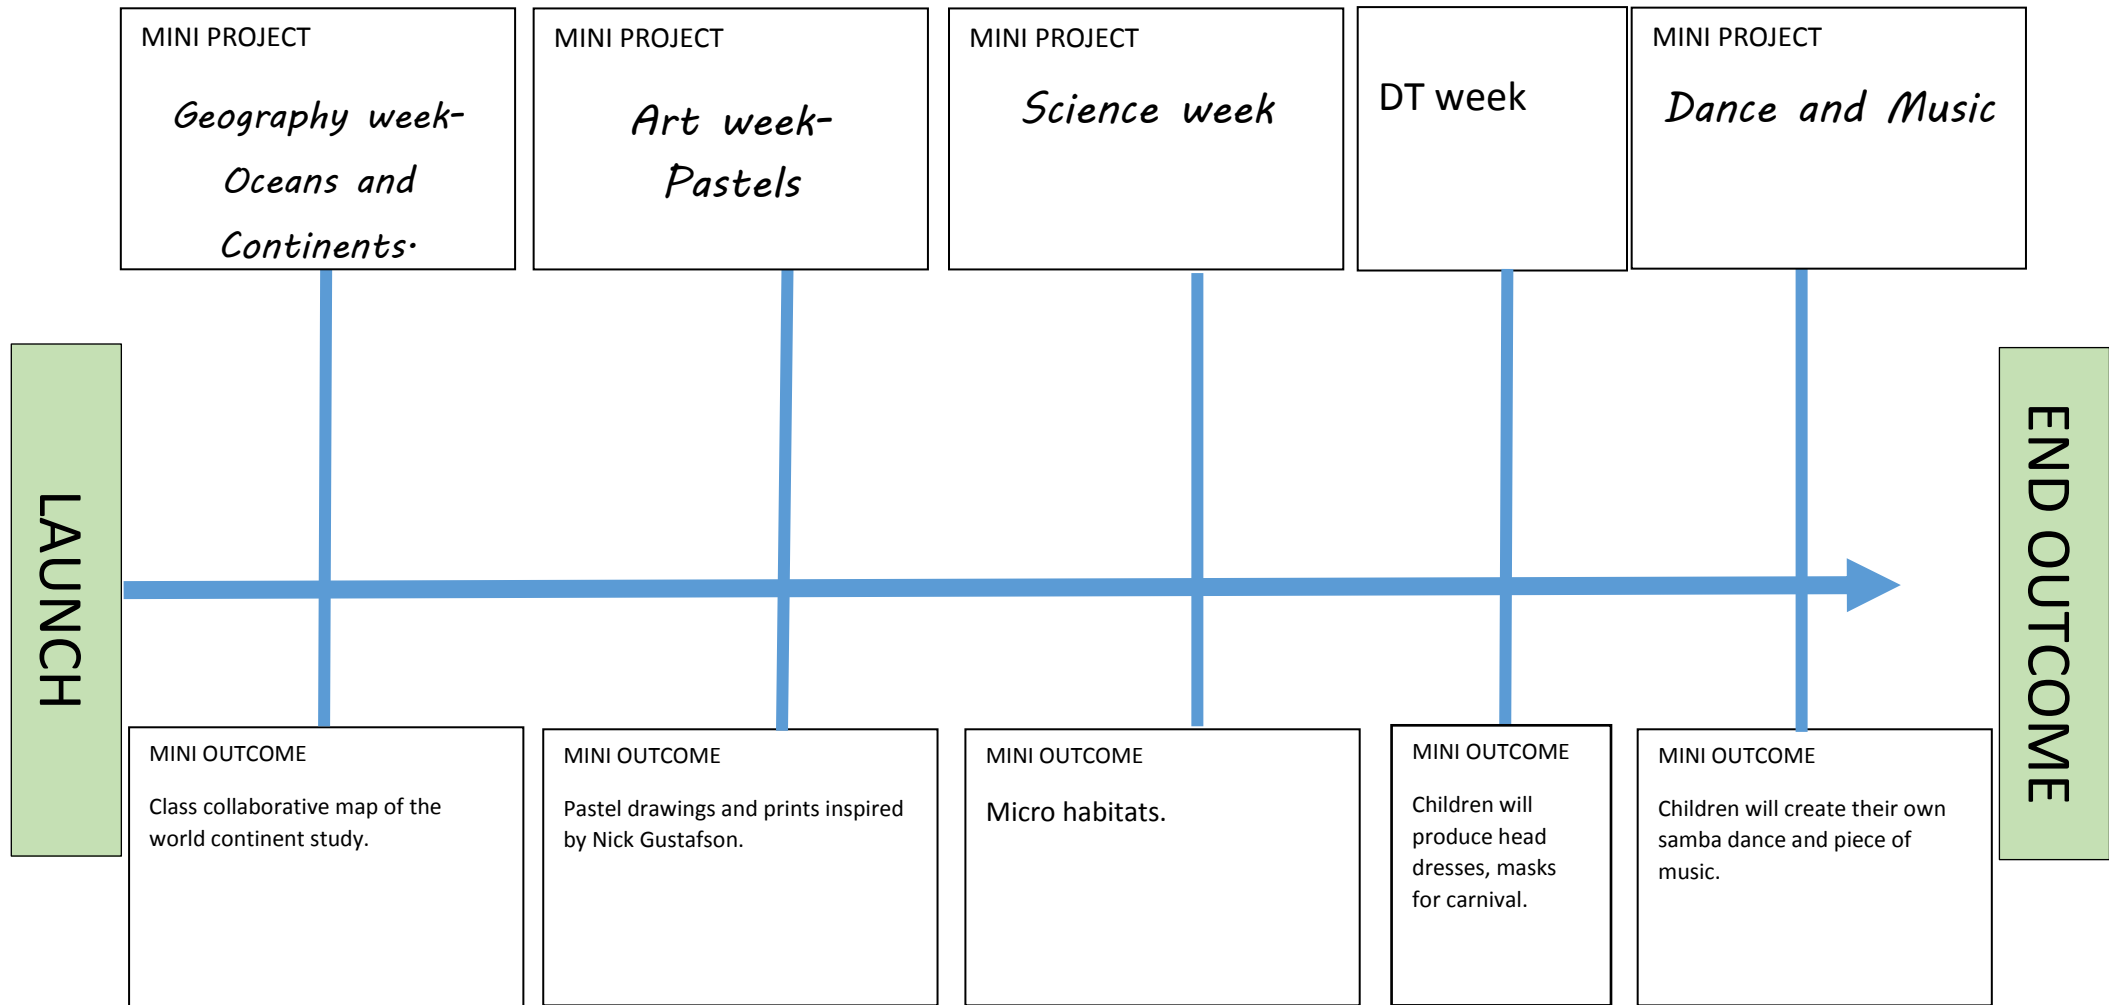 MINI PROJECT
Geography week-
Oceans and
Continents.
MINI PROJECT
Art week-
Pastels
MINI PROJECT
Science week
DT week
MINI PROJECT
Dance and Music
LAUNCH
END OUTCOME
MINI OUTCOME
Class collaborative map of the
world continent study.
MINI OUTCOME
Pastel drawings and prints inspired
by Nick Gustafson.
MINI OUTCOME
Micro habitats.
MINI OUTCOME
Children will
produce head
dresses, masks
for carnival.
MINI OUTCOME
Children will create their own
samba dance and piece of
music.